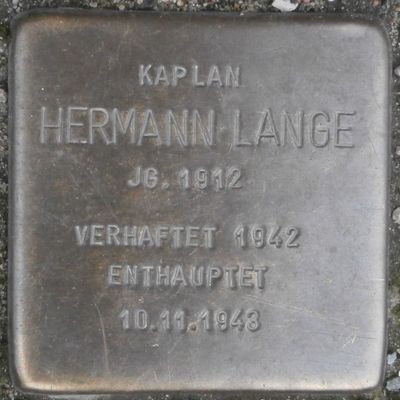 KAPLAN
HERMANN LANGE
JG. 1912
VERHAFTET 1942
ENTHAUPTET
10.11.1943